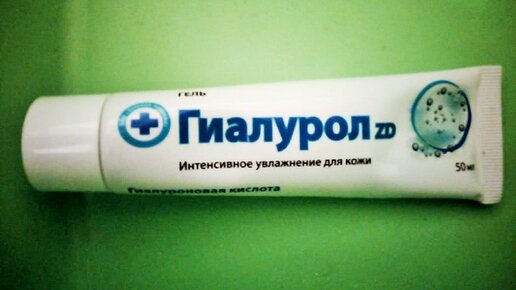 ГЕЛЬ
Гиалурол ZD
Интенсивное увлажнение для кожи
Гиалуроновая кислота
50 мл